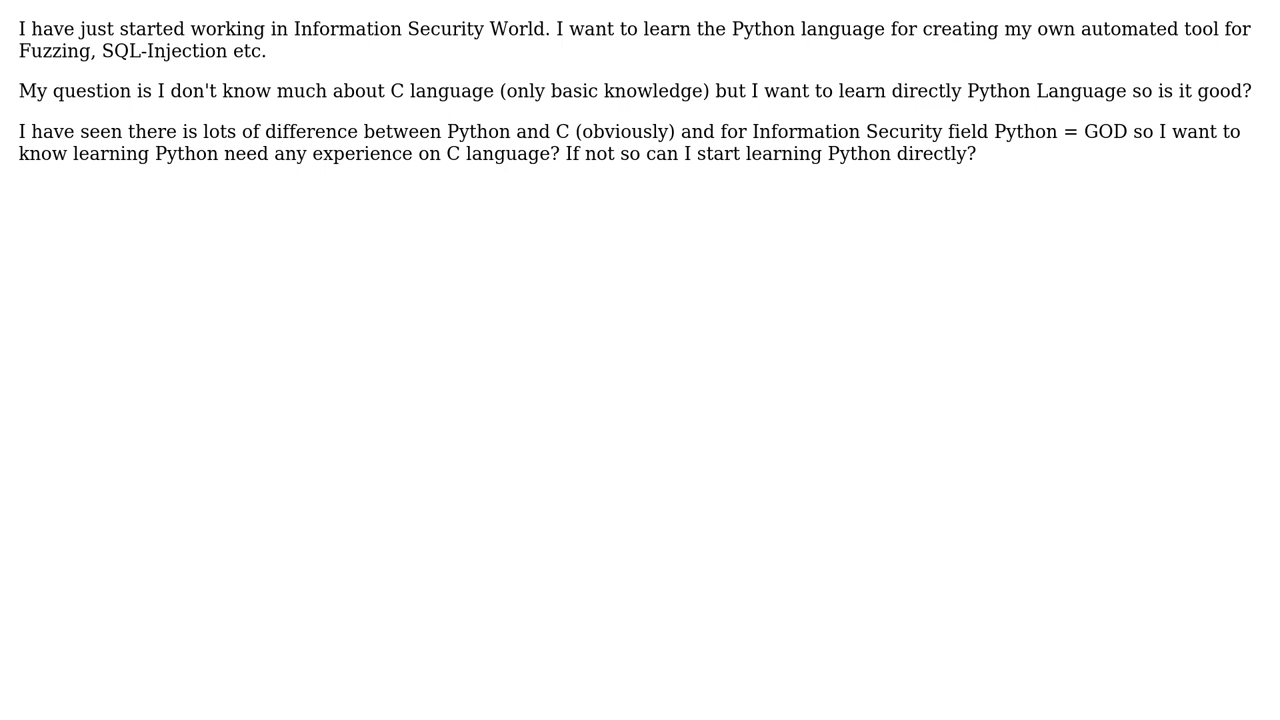 I have just started working in Information Security World. I want to learn the Python language for creating my own automated tool for
Fuzzing, SQL-Injection etc.
My question is I don't know much about C language (only basic knowledge) but I want to learn directly Python Language so is it good?
I have seen there is lots of difference between Python and C (obviously) and for Information Security field Python = GOD so I want to
know learning Python need any experience on C language? If not so can I start learning Python directly?